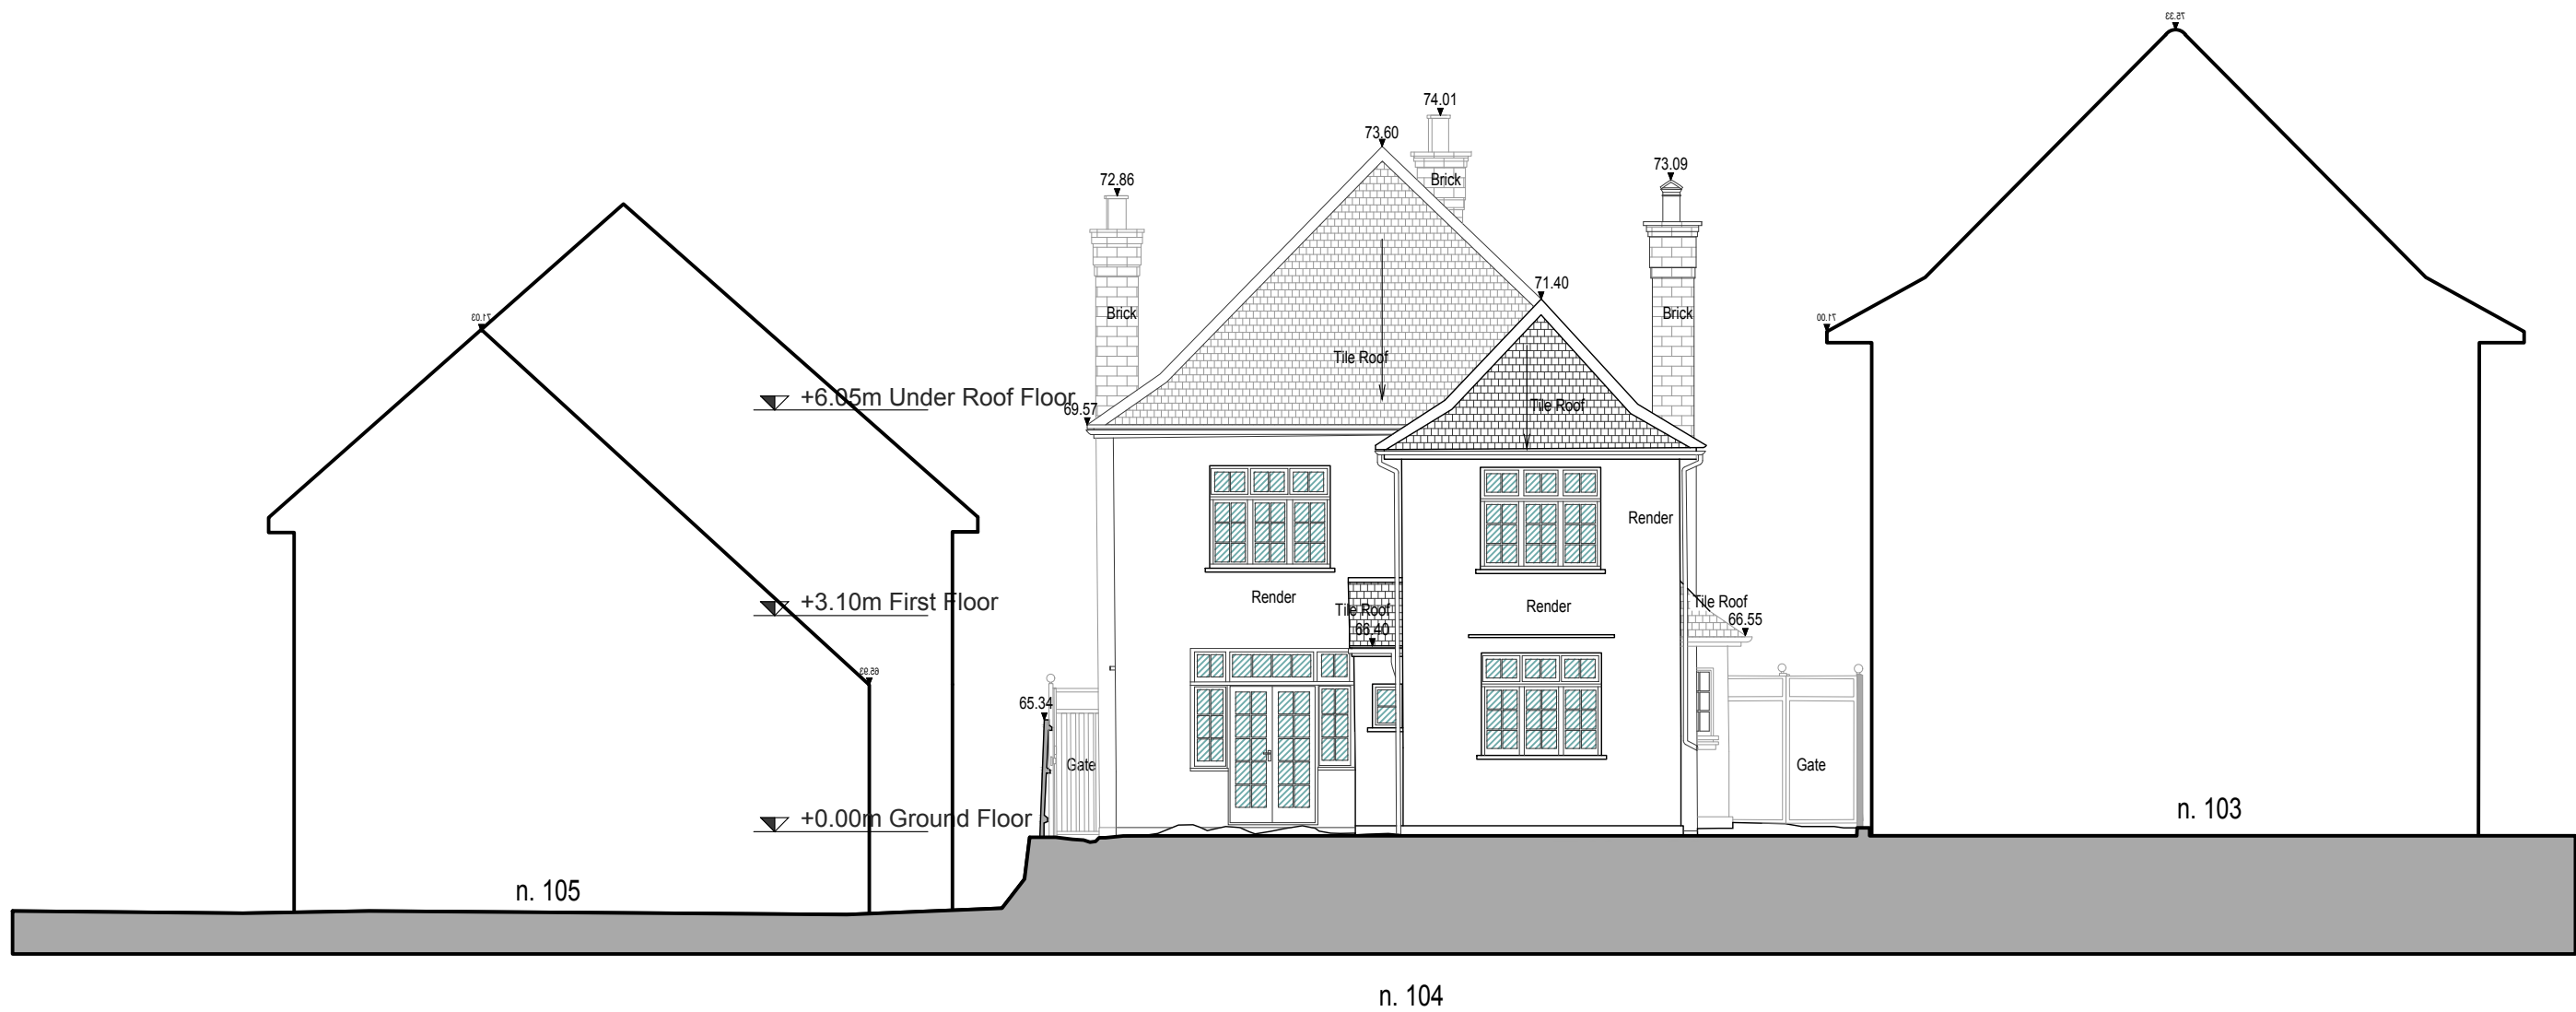 75.33
74.01
73.60
73.09
72.86
Brick
71.40
Brick
Brick
71.03
71.00
Tile Roof
+6.05m Under Roof Floor
69.57
Tile Roof
Render
Render
+3.10m First Floor
Render
Tile Roof
Tile Roof
66.55
66.40
65.93
65.34
Gate
Gate
+0.00m Ground Floor
n. 103
n. 105
n. 104